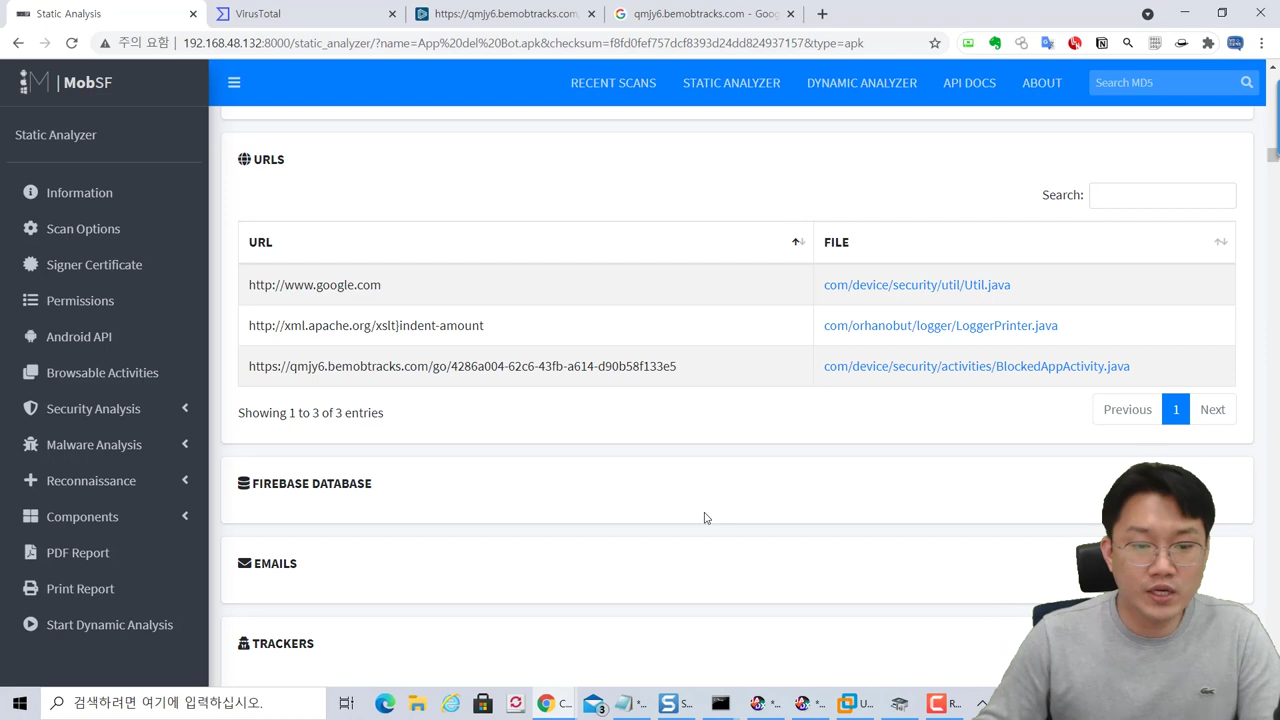 Static Analysis
VirusTotal
https://qmjy6.bemobtracks.com,
qmjy6.bemobtracks.com - Goog
주의 요함
192.168.48.132:8000/static_analyzer/?name=App%20del%20Bot.apk&checksum=f8fd0fef757dcf8393d24dd824937157&type=apk
MobSF
RECENT SCANS
STATIC ANALYZER
DYNAMIC ANALYZER
API DOCS
ABOUT
Search MD5
Static Analyzer
Information
Scan Options
Signer Certificate
Permissions
Android API
Browsable Activities
Security Analysis
Malware Analysis
Reconnaissance
Components
PDF Report
Print Report
Start Dynamic Analysis
URLS
Search:
URL
FILE
http://www.google.com
com/device/security/util/Util.java
http://xml.apache.org/xslt}indent-amount
com/orhanobut/logger/LoggerPrinter.java
https://qmjy6.bemobtracks.com/go/4286a004-62c6-43fb-a614-d90b58f133e5
com/device/security/activities/BlockedAppActivity.java
Showing 1 to 3 of 3 entries
Previous
1
Next
FIREBASE DATABASE
EMAILS
TRACKERS
검색하려면 여기에 입력하십시오.
C...
3
S...
U...
R...